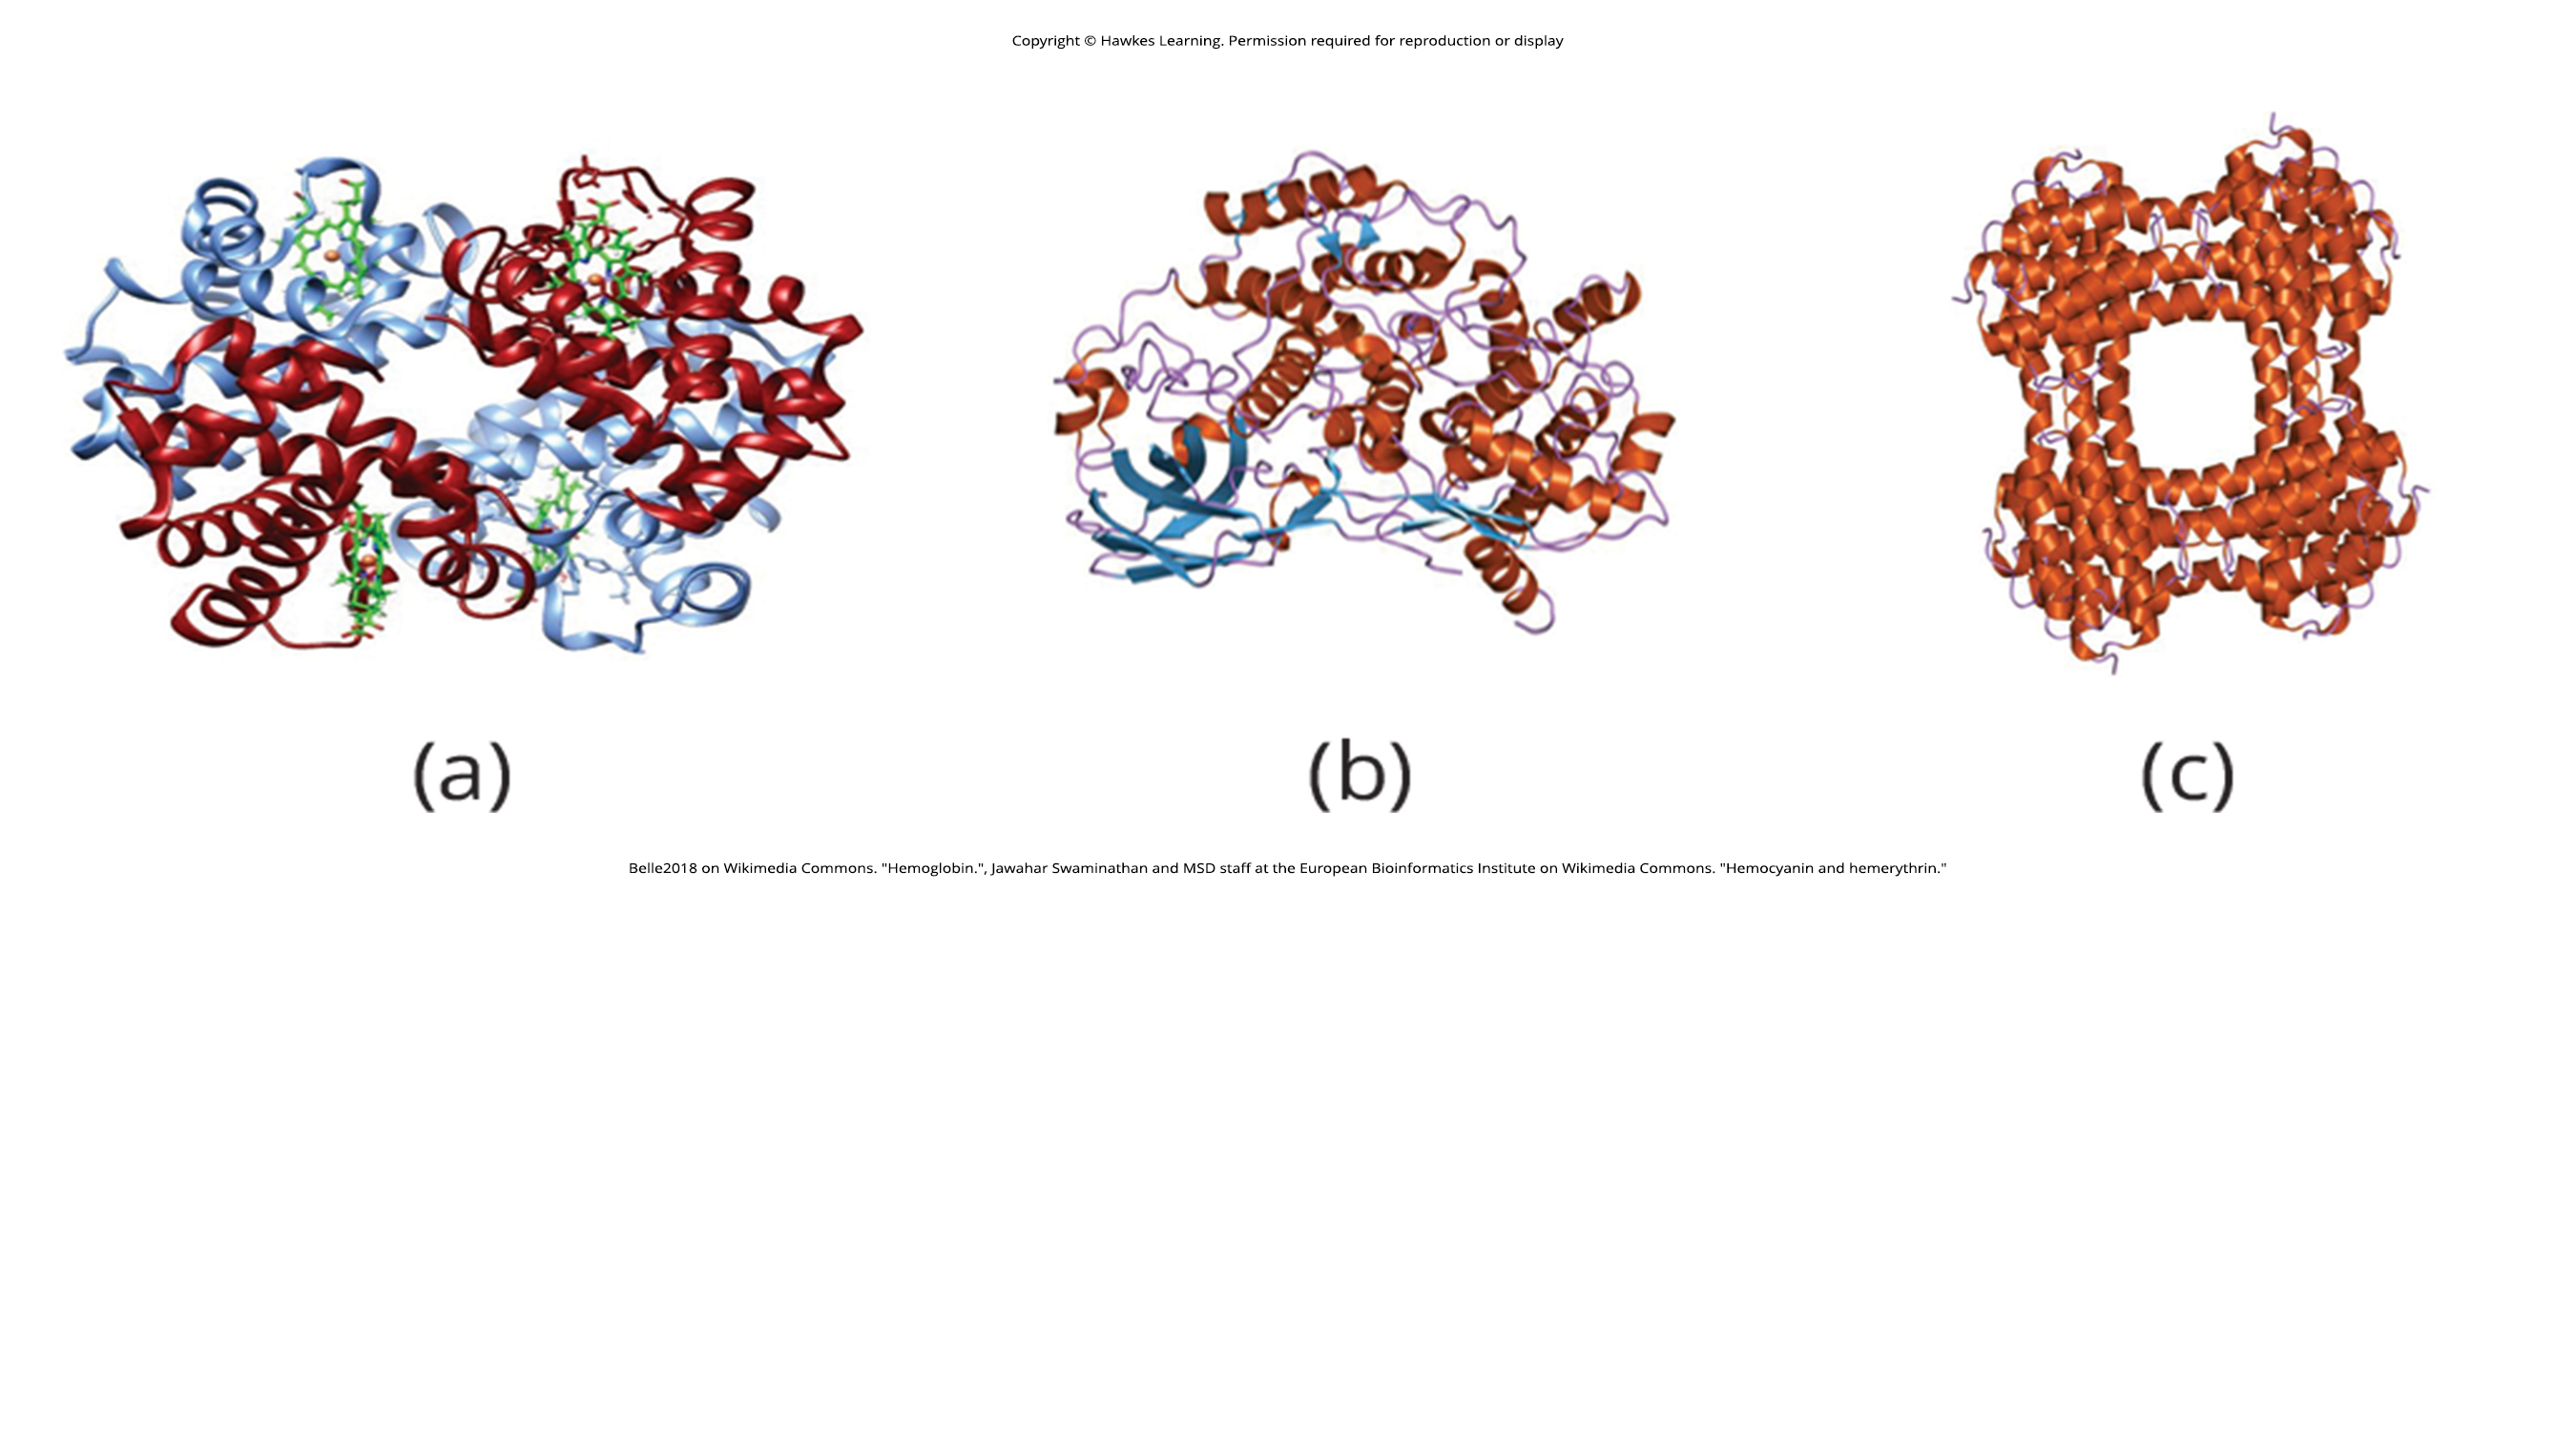 Copyright © Hawkes Learning. Permission required for reproduction or display
(a)
(b)
(c)
Belle2018 on Wikimedia Commons. "Hemoglobin.", Jawahar Swaminathan and MSD staff at the European Bioinformatics Institute on Wikimedia Commons. "Hemocyanin and hemerythrin."